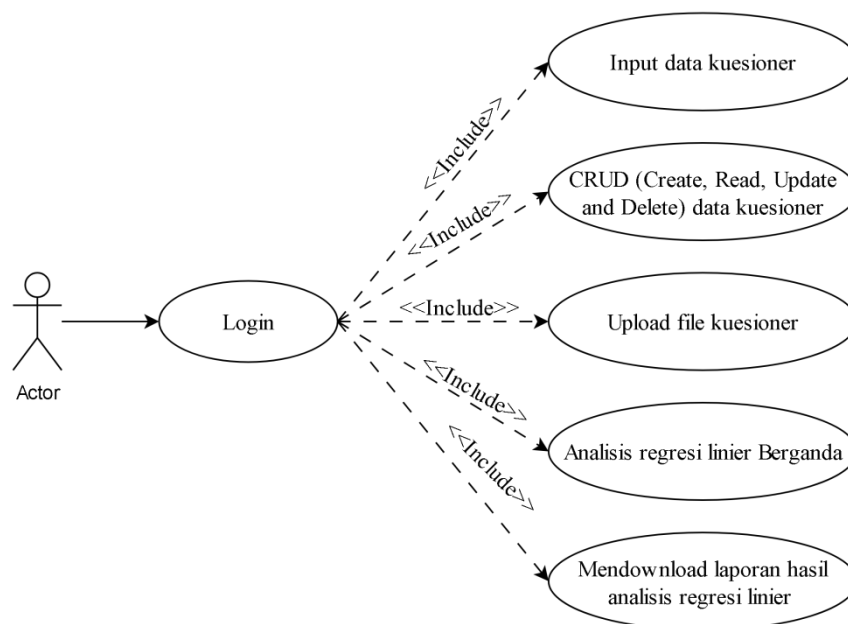 Input data kuesioner
<<Include>>
CRUD (Create, Read, Update
and Delete) data kuesioner
<<Include>>
Login
<<Include>>
Upload file kuesioner
Actor
<<Include>>
Analisis regresi linier Berganda
<<Include>>
Mendownload laporan hasil
analisis regresi linier